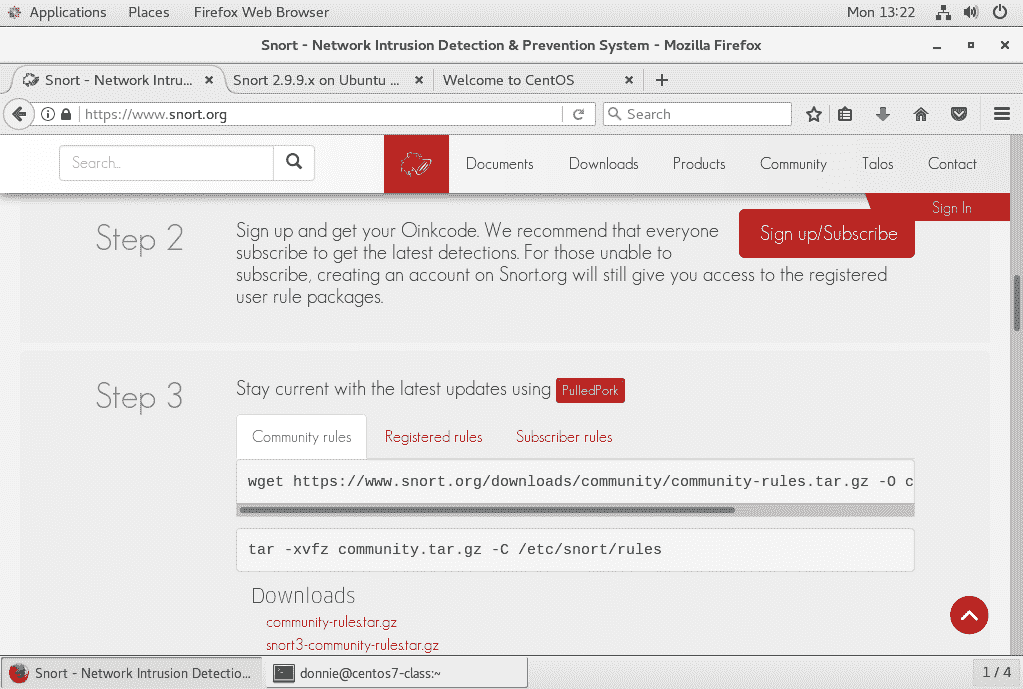 Applications Places Firefox Web Browser Mon 13:22
Snort - Network Intrusion Detection & Prevention System - Mozilla Firefox
Snort - Network Intru... Snort 2.9.9.x on Ubuntu ... Welcome to CentOS
https://www.snort.org Search
Search.. Documents Downloads Products Community Talos Contact
Sign In
Step 2
Sign up and get your Oinkcode. We recommend that everyone
subscribe to get the latest detections. For those unable to
subscribe, creating an account on Snort.org will still give you access to the registered
user rule packages.
Sign up/Subscribe
Step 3
Stay current with the latest updates using PulledPork
Community rules Registered rules Subscriber rules
wget https://www.snort.org/downloads/community/community-rules.tar.gz -O c
tar -xvfz community.tar.gz -C /etc/snort/rules
Downloads
community-rules.tar.gz
snort3-community-rules.tar.gz
Snort - Network Intrusion Detectio... donnie@centos7-class:~ 1 / 4